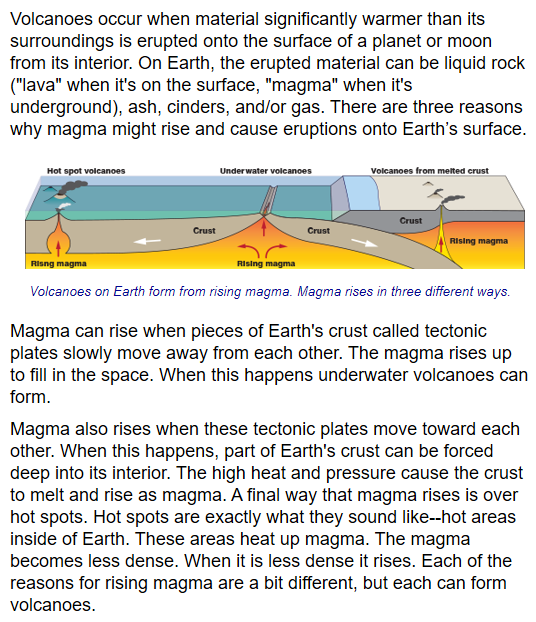 Volcanoes occur when material significantly warmer than its
surroundings is erupted onto the surface of a planet or moon
from its interior. On Earth, the erupted material can be liquid rock
("lava" when it's on the surface, "magma" when it's
underground), ash, cinders, and/or gas. There are three reasons
why magma might rise and cause eruptions onto Earth’s surface.
Hot spot volcanoes
Underwater volcanoes
Volcanoes from melted crust
Crust
Crust
Crust
Rising magma
Risng magma
Rising magma
Volcanoes on Earth form from rising magma. Magma rises in three different ways.
Magma can rise when pieces of Earth's crust called tectonic
plates slowly move away from each other. The magma rises up
to fill in the space. When this happens underwater volcanoes can
form.
Magma also rises when these tectonic plates move toward each
other. When this happens, part of Earth's crust can be forced
deep into its interior. The high heat and pressure cause the crust
to melt and rise as magma. A final way that magma rises is over
hot spots. Hot spots are exactly what they sound like--hot areas
inside of Earth. These areas heat up magma. The magma
becomes less dense. When it is less dense it rises. Each of the
reasons for rising magma are a bit different, but each can form
volcanoes.